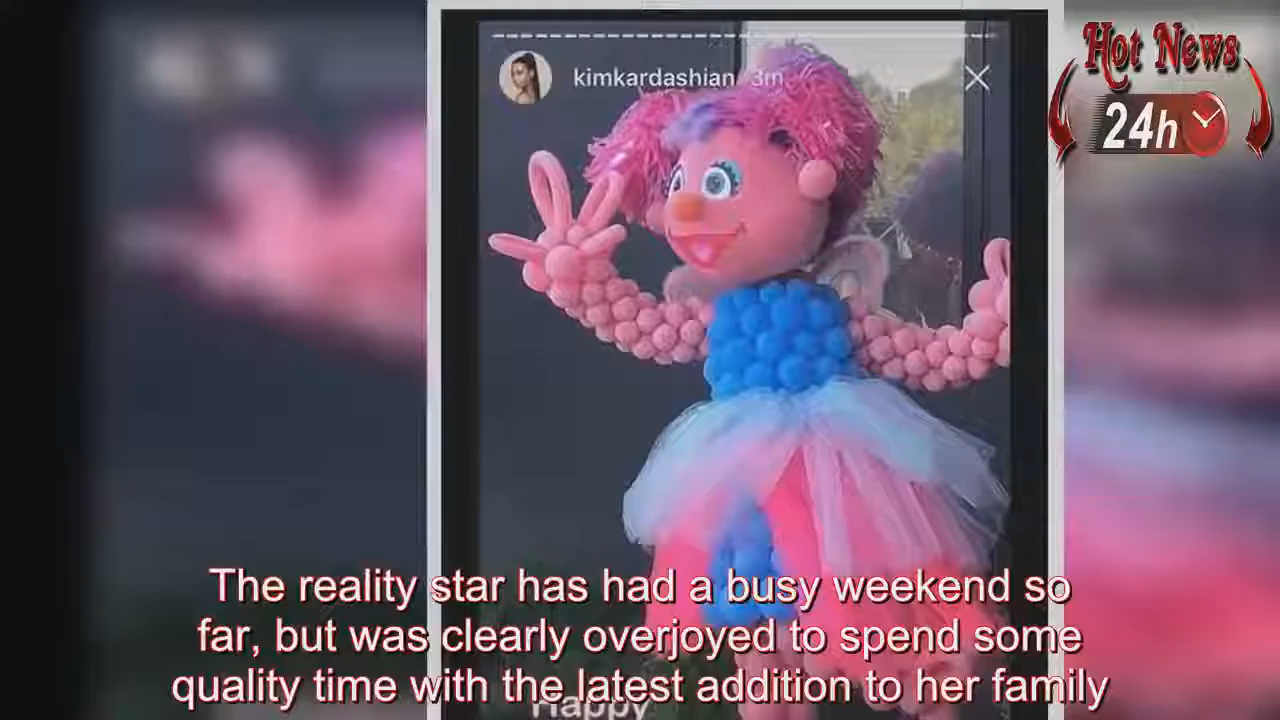 Hot News
24h
kimkardashian 3m
The reality star has had a busy weekend so
far, but was clearly overjoyed to spend some
quality time with the latest addition to her family
Happy